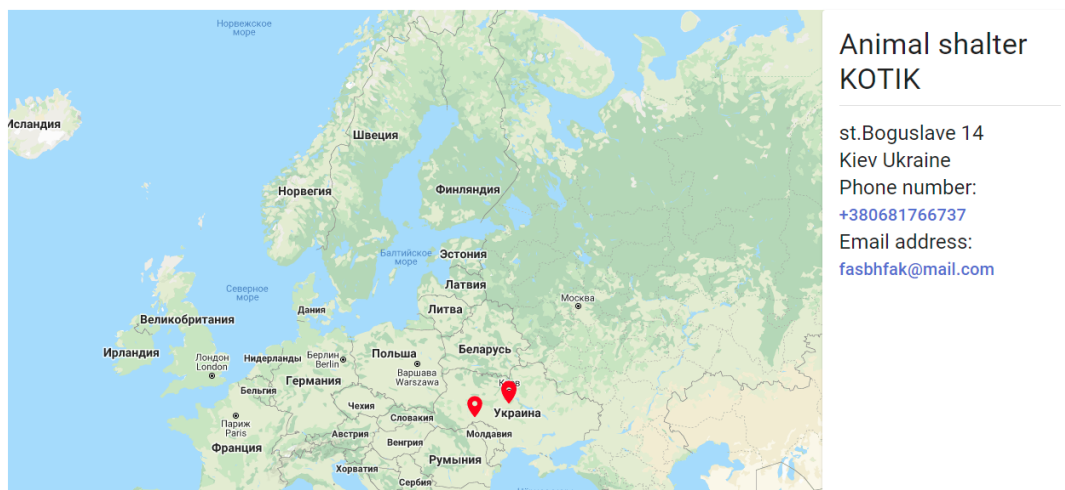 Норвежское
море
Исландия
Швеция
Норвегия
Финляндия
Балтийское
море
Эстония
Северное
море
Латвия
Москва
Дания
Литва
Великобритания
Ирландия
Лондон
London
Нидерланды
Берлин
Berlin
Польша
Беларусь
Варшава
Warszawa
Германия
Бельгия
Чехия
Париж
Paris
Словакия
Украина
Австрия
Молдавия
Венгрия
Франция
Румыния
Хорватия
Сербия
Animal shalter
KOTIK
st.Boguslave 14
Kiev Ukraine
Phone number:
+380681766737
Email address:
fasbhfak@mail.com